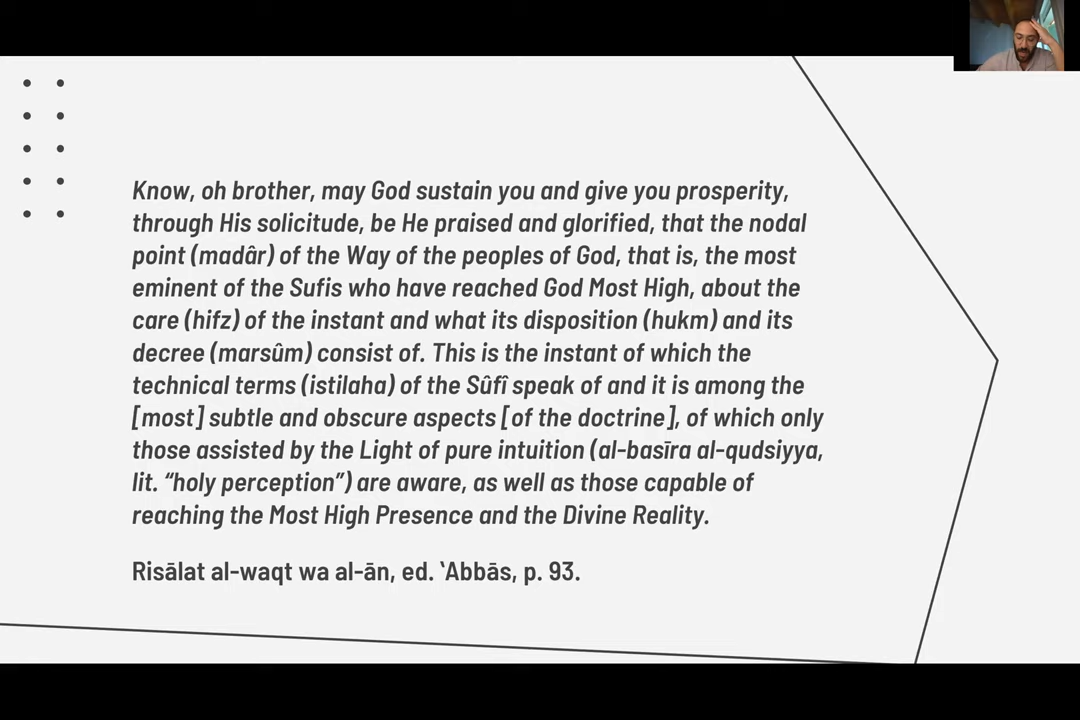 Know, oh brother, may God sustain you and give you prosperity,
through His solicitude, be He praised and glorified, that the nodal
point (madâr) of the Way of the peoples of God, that is, the most
eminent of the Sufis who have reached God Most High, about the
care (hifz) of the instant and what its disposition (hukm) and its
decree (marsûm) consist of. This is the instant of which the
technical terms (istilaha) of the Sûfî speak of and it is among the
[most] subtle and obscure aspects [of the doctrine], of which only
those assisted by the Light of pure intuition (al-basīra al-qudsiyya,
lit. “holy perception”) are aware, as well as those capable of
reaching the Most High Presence and the Divine Reality.
Risālat al-waqt wa al-ān, ed. ‛Abbās, p. 93.